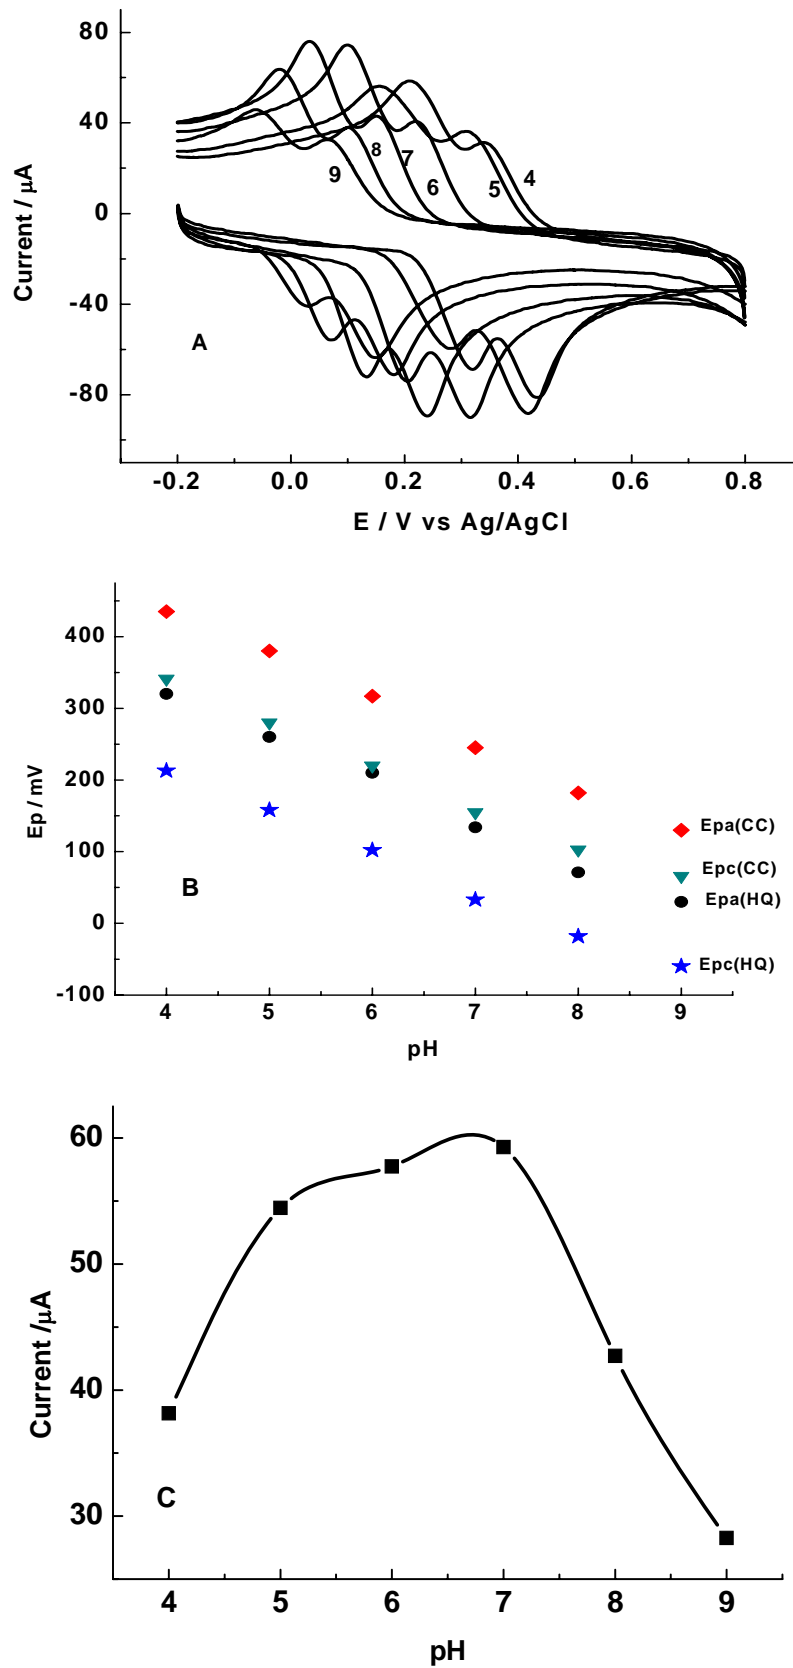 80
40
0
-40
-80
Current / μA
9
8
7
6
5
4
A
-0.2 0.0 0.2 0.4 0.6 0.8
E / V vs Ag/AgCl
400
300
200
100
0
-100
Ep / mV
B
Epa(CC)
Epc(CC)
Epa(HQ)
Epc(HQ)
4 5 6 7 8 9
pH
60
50
40
30
Current /μA
C
4 5 6 7 8 9
pH